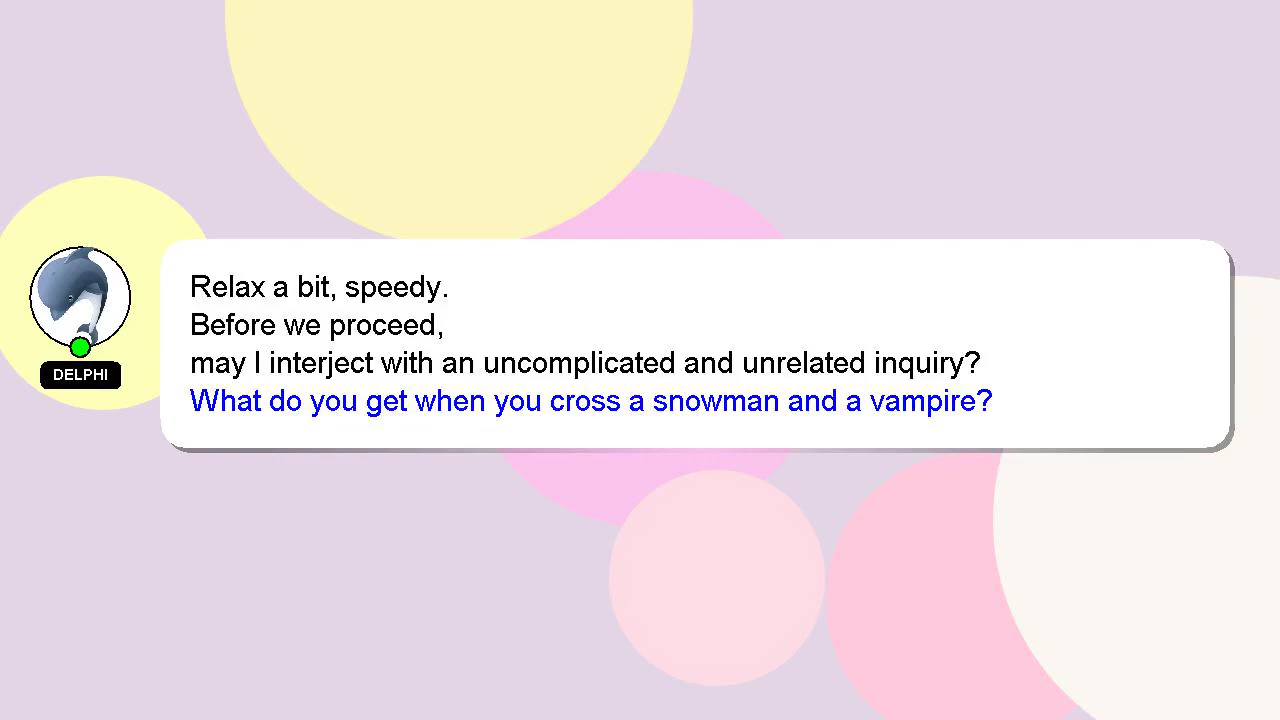 Relax a bit, speedy.
Before we proceed,
may I interject with an uncomplicated and unrelated inquiry?
What do you get when you cross a snowman and a vampire?
DELPHI